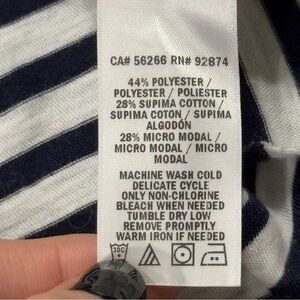 CA# 56266 RN# 92874
44% POLYESTER /
POLYESTER / POLIESTER
28% SUPIMA COTTON /
SUPIMA COTON / SUPIMA
ALGODÓN
28% MICRO MODAL /
MICRO MODAL / MICRO
MODAL
MACHINE WASH COLD
DELICATE CYCLE
ONLY NON-CHLORINE
BLEACH WHEN NEEDED
TUMBLE DRY LOW
REMOVE PROMPTLY
WARM IRON IF NEEDED
30C